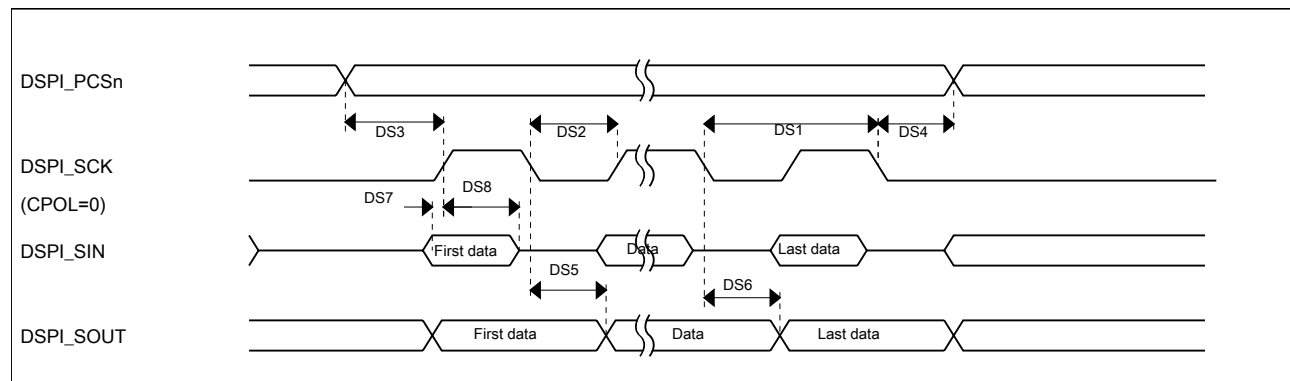 DSPI_PCSn
DS3 DS2 DS1 DS4
DSPI_SCK
DS7 DS8
(CPOL=0)
DSPI_SIN First data Data Last data
DS5 DS6
DSPI_SOUT First data Data Last data